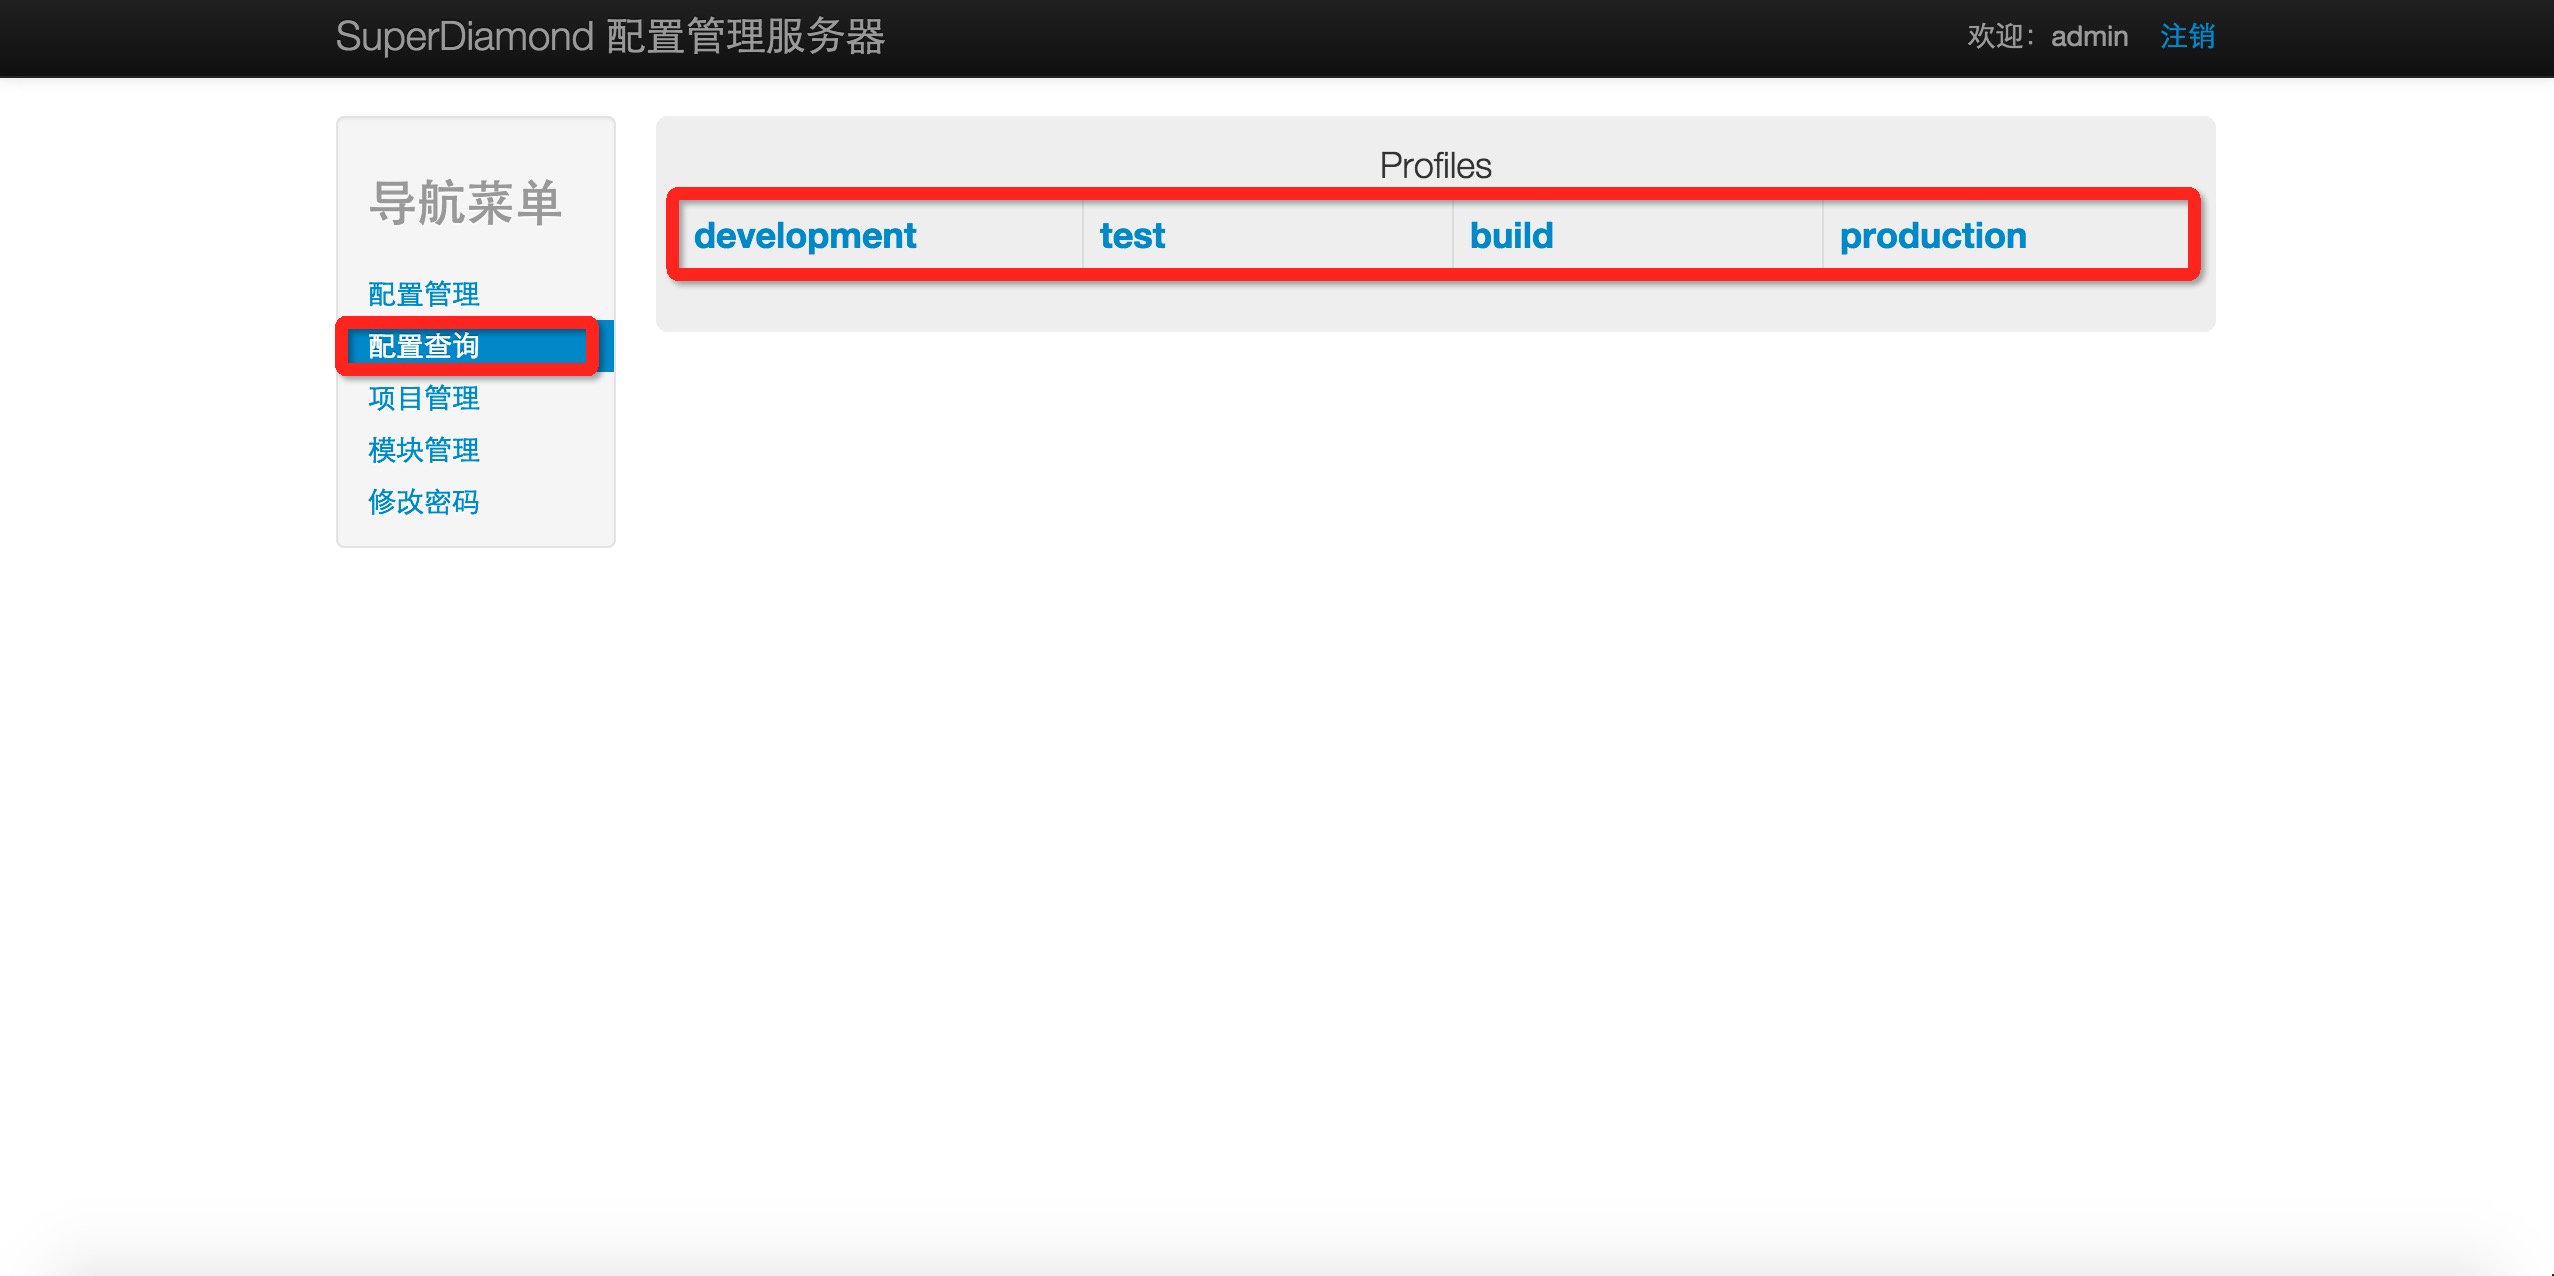 SuperDiamond 配置管理服务器
欢迎：admin 注销
导航菜单
配置管理
配置查询
项目管理
模块管理
修改密码
Profiles
development test build production